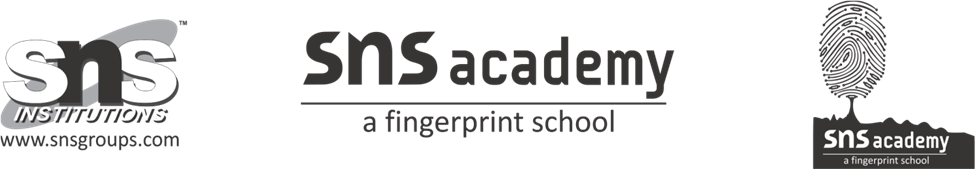 sns
™
INSTITUTIONS
www.snsgroups.com
sns academy
a fingerprint school
sns academy
a fingerprint school